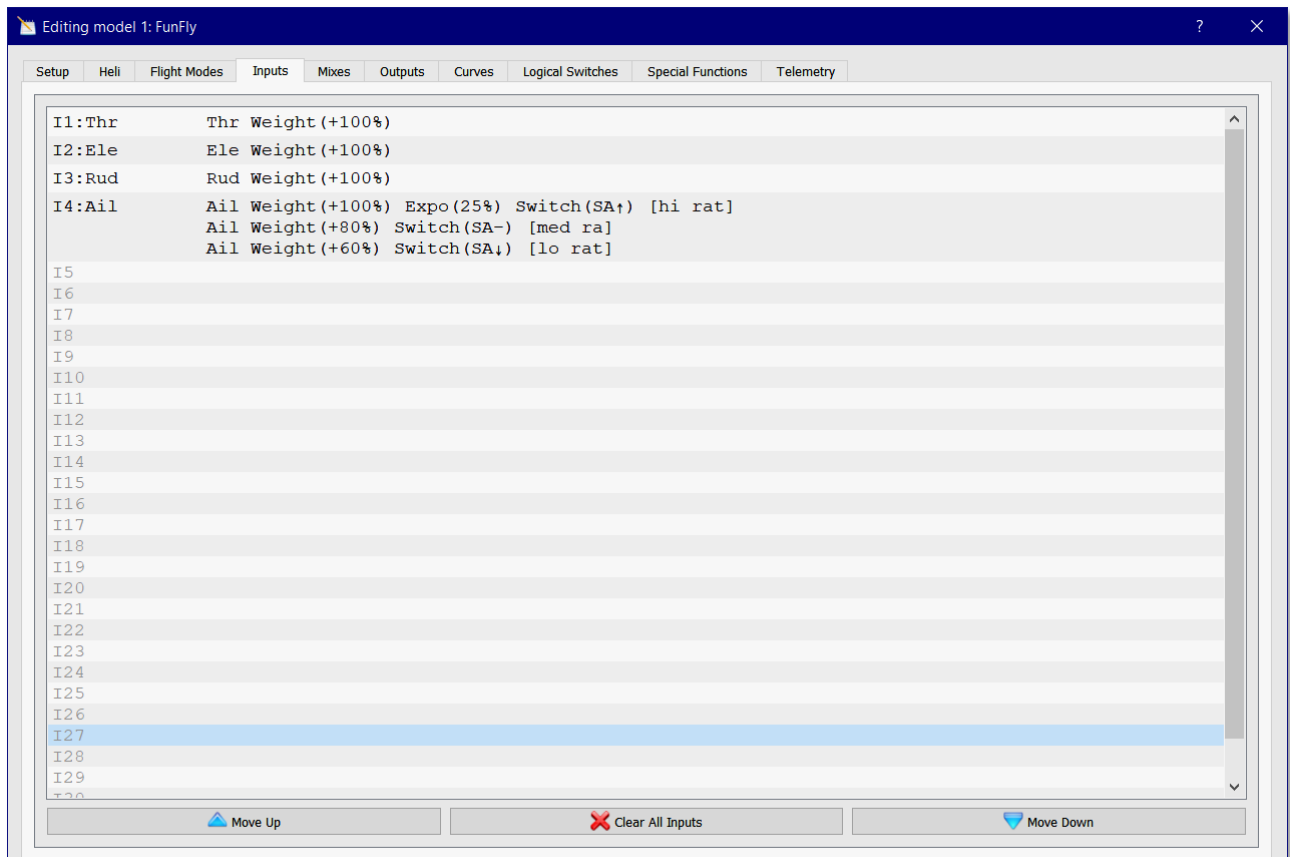 Editing model 1: FunFly ? ×
Setup Heli Flight Modes Inputs Mixes Outputs Curves Logical Switches Special Functions Telemetry
I1:Thr Thr Weight(+100%)
I2:Ele Ele Weight(+100%)
I3:Rud Rud Weight(+100%)
I4:Ail Ail Weight(+100%) Expo(25%) Switch(SA↑) [hi rat]
Ail Weight(+80%) Switch(SA-) [med ra]
Ail Weight(+60%) Switch(SA↓) [lo rat]
I5
I6
I7
I8
I9
I10
I11
I12
I13
I14
I15
I16
I17
I18
I19
I20
I21
I22
I23
I24
I25
I26
I27
I28
I29
Move Up Clear All Inputs Move Down